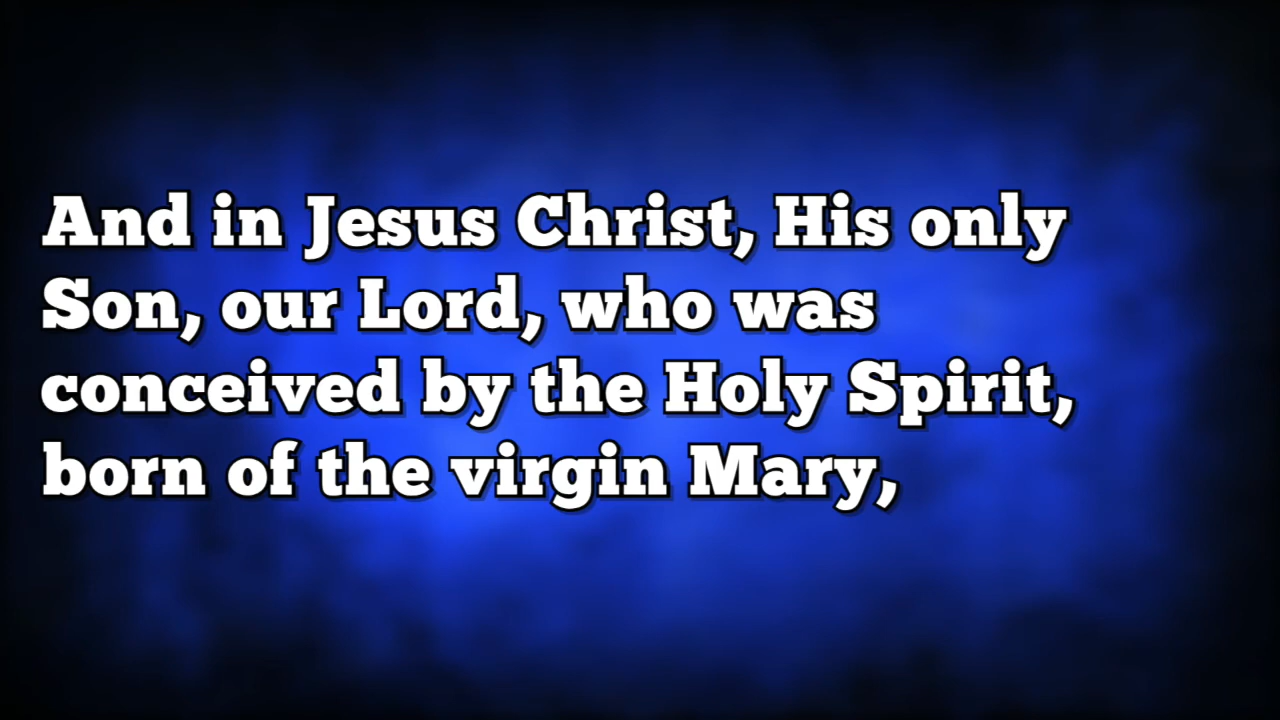 And in Jesus Christ, His only
Son, our Lord, who was
conceived by the Holy Spirit,
born of the virgin Mary,